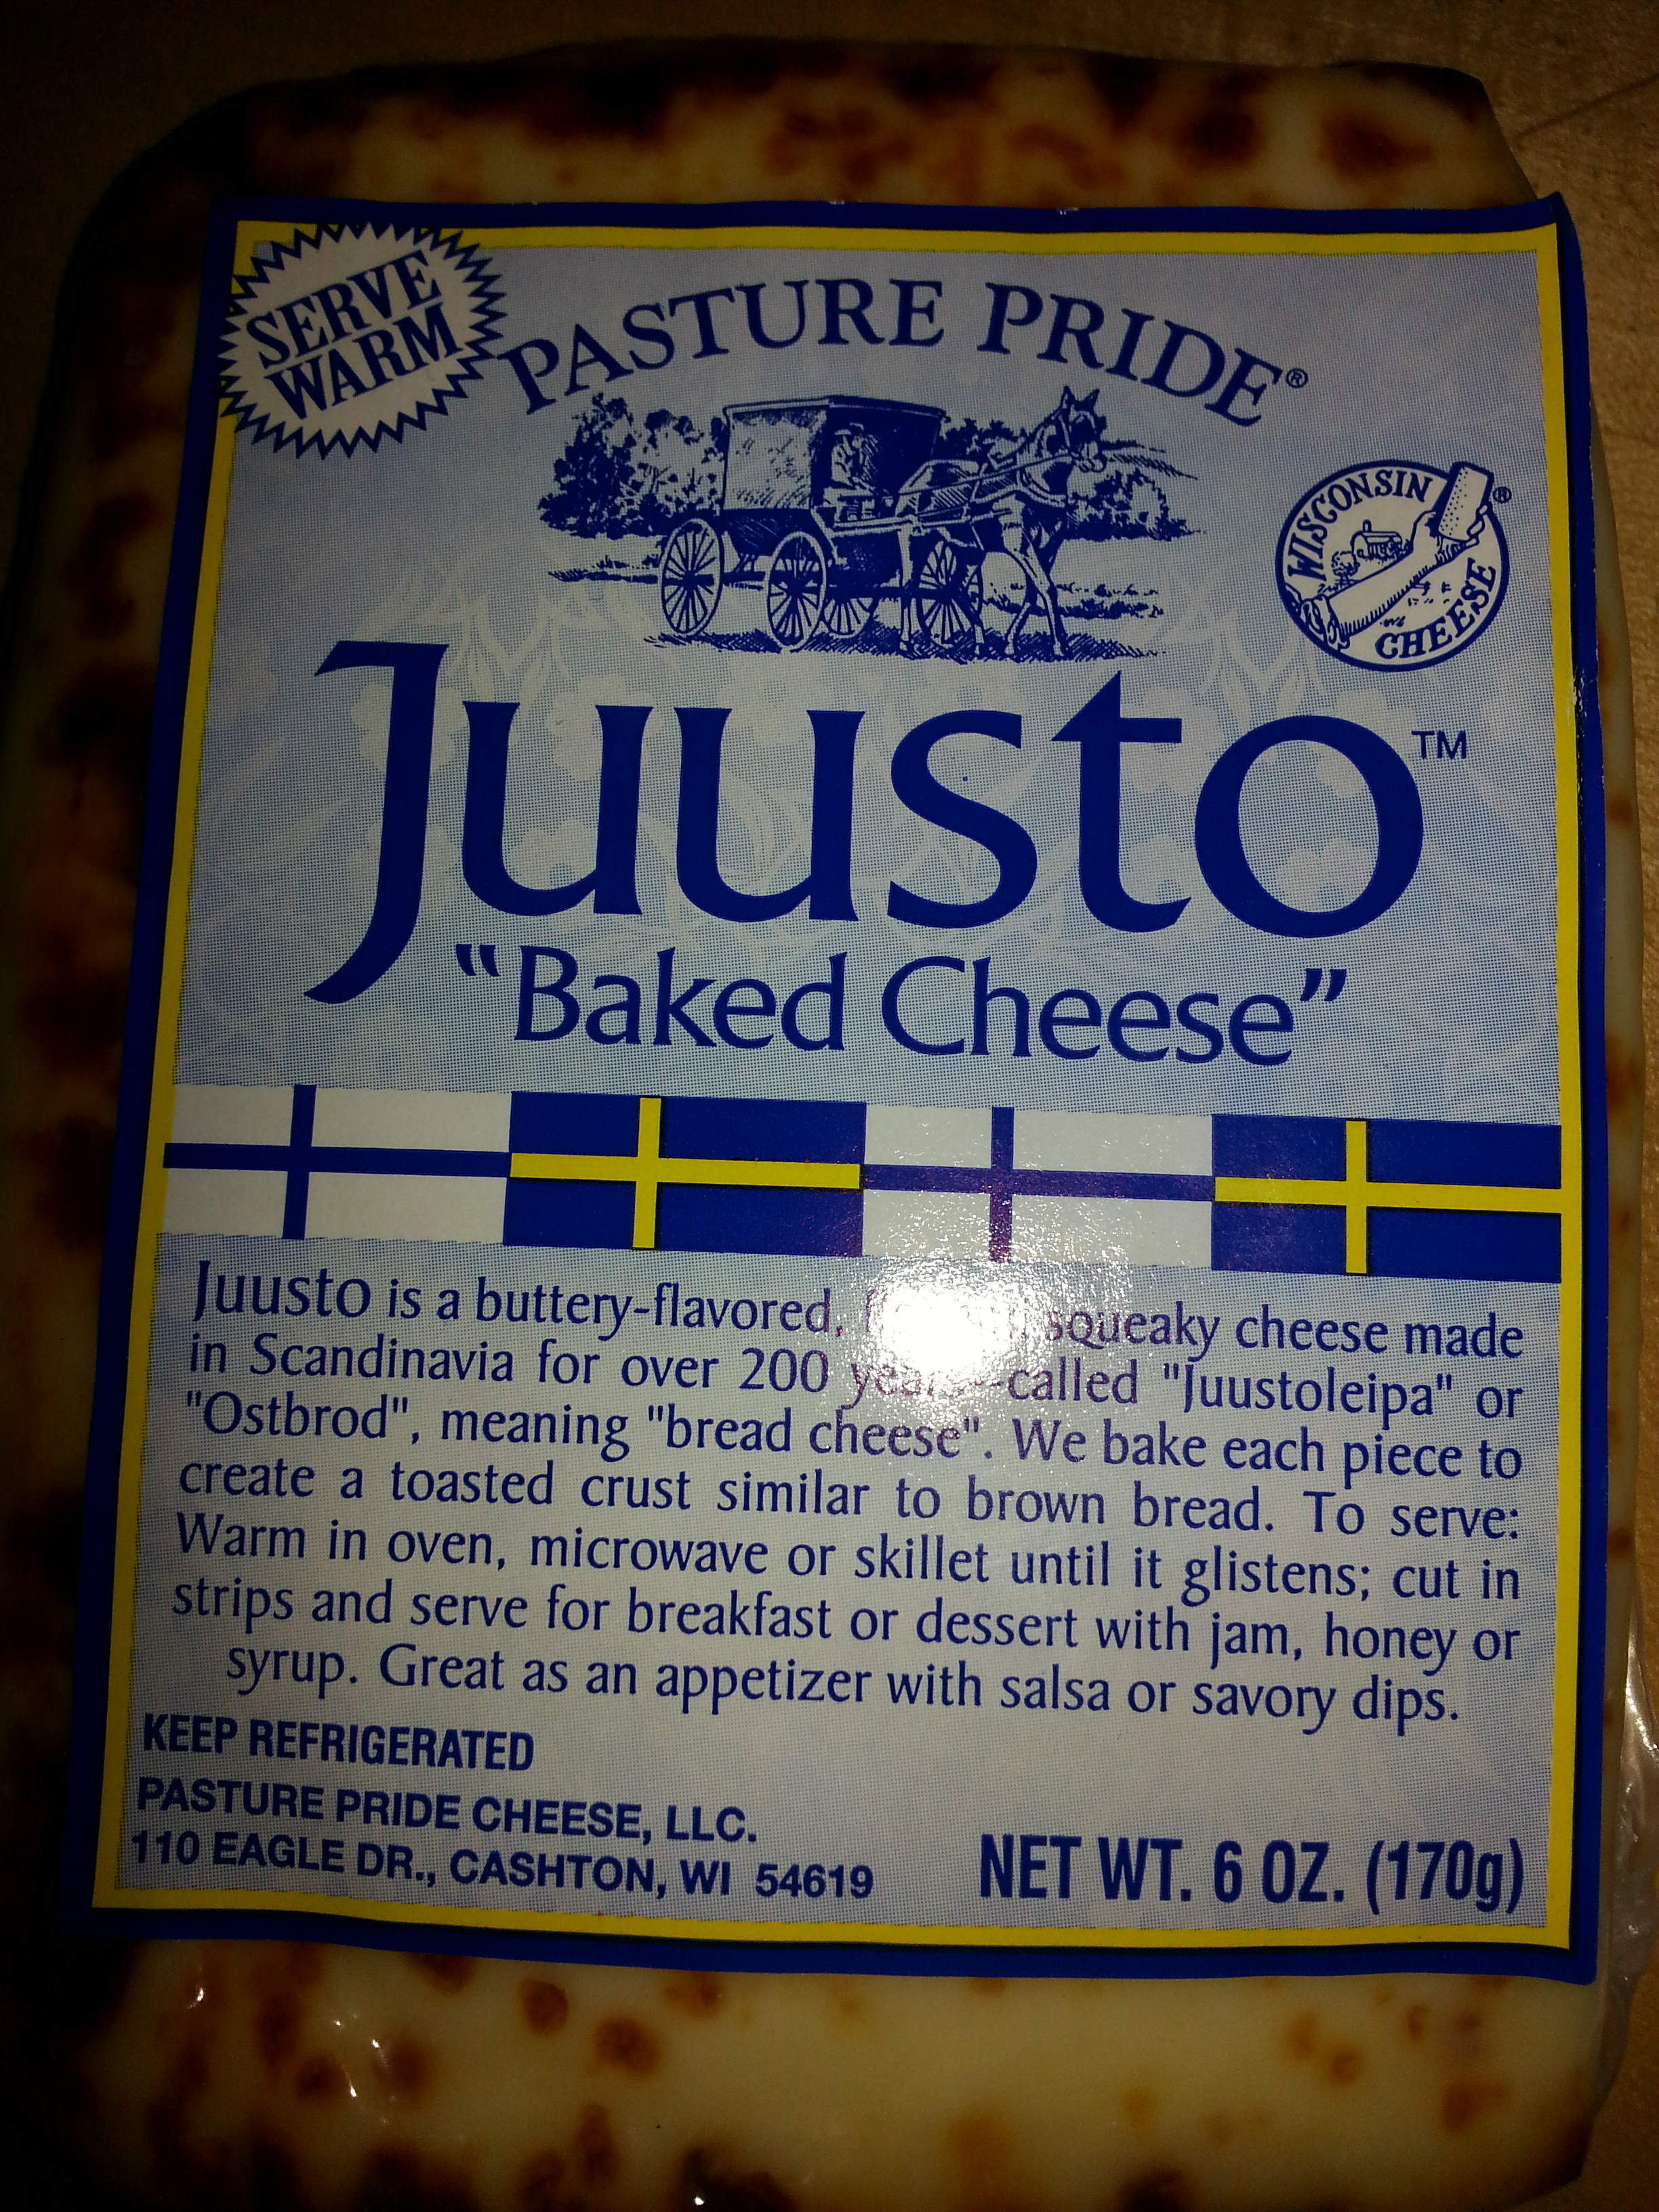 SERVE
WARM
PASTURE PRIDE®
WISCONSIN
CHEESE
®
Juusto™
"Baked Cheese"
Juusto is a buttery-flavored, squeaky cheese made
in Scandinavia for over 200 called "Juustoleipa" or
"Ostbrod", meaning "bread cheese". We bake each piece to
create a toasted crust similar to brown bread. To serve:
Warm in oven, microwave or skillet until it glistens; cut in
strips and serve for breakfast or dessert with jam, honey or
syrup. Great as an appetizer with salsa or savory dips.
KEEP REFRIGERATED
PASTURE PRIDE CHEESE, LLC.
110 EAGLE DR., CASHTON, WI 54619
NET WT. 6 OZ. (170g)